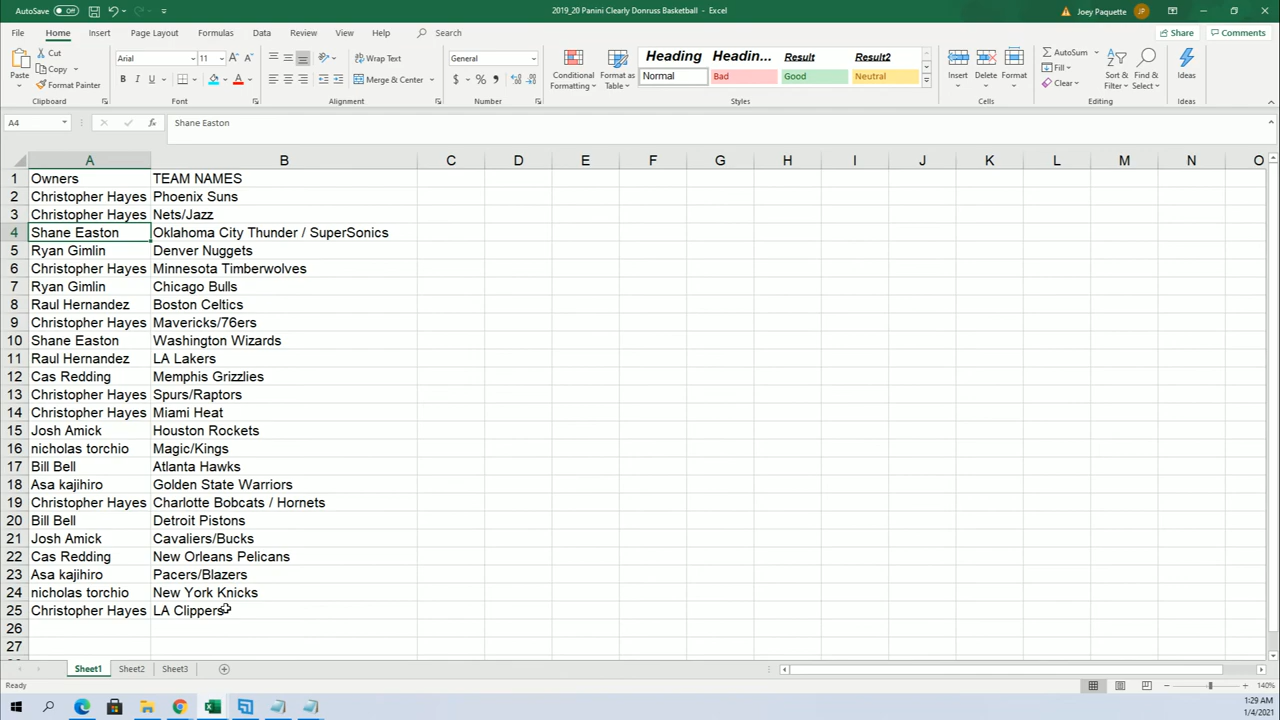 AutoSave Off 2019_20 Panini Clearly Donruss Basketball - Excel Joey Paquette JP
File Home Insert Page Layout Formulas Data Review View Help Search Share Comments
Paste Cut Copy Format Painter Clipboard
Arial 11 B I U Font
Wrap Text Merge & Center Alignment
General $ % , Number
Conditional Formatting Format as Table
Heading Headin... Result Result2
Normal Bad Good Neutral
Styles
Insert Delete Format Cells
AutoSum Fill Clear Sort & Filter Find & Select Editing
Ideas Ideas
A4 fx Shane Easton
A B C D E F G H I J K L M N O
1 Owners TEAM NAMES
2 Christopher Hayes Phoenix Suns
3 Christopher Hayes Nets/Jazz
4 Shane Easton Oklahoma City Thunder / SuperSonics
5 Ryan Gimlin Denver Nuggets
6 Christopher Hayes Minnesota Timberwolves
7 Ryan Gimlin Chicago Bulls
8 Raul Hernandez Boston Celtics
9 Christopher Hayes Mavericks/76ers
10 Shane Easton Washington Wizards
11 Raul Hernandez LA Lakers
12 Cas Redding Memphis Grizzlies
13 Christopher Hayes Spurs/Raptors
14 Christopher Hayes Miami Heat
15 Josh Amick Houston Rockets
16 nicholas torchio Magic/Kings
17 Bill Bell Atlanta Hawks
18 Asa kajihiro Golden State Warriors
19 Christopher Hayes Charlotte Bobcats / Hornets
20 Bill Bell Detroit Pistons
21 Josh Amick Cavaliers/Bucks
22 Cas Redding New Orleans Pelicans
23 Asa kajihiro Pacers/Blazers
24 nicholas torchio New York Knicks
25 Christopher Hayes LA Clippers
26
27
Sheet1 Sheet2 Sheet3
Ready 140%
1:29 AM
1/4/2021